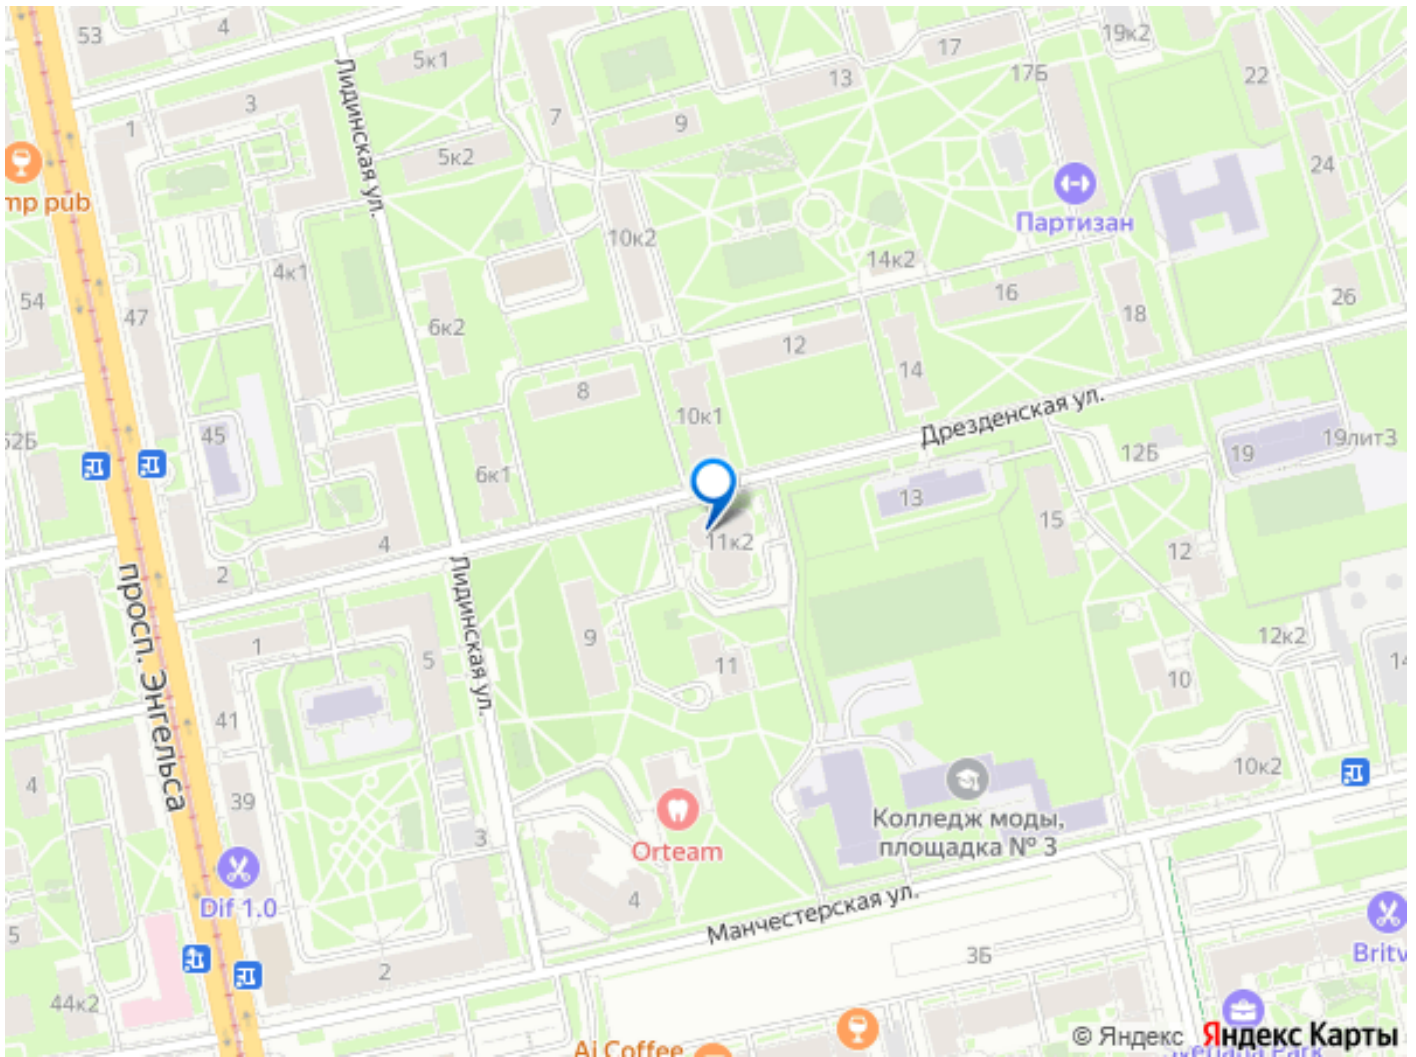 53
4
5к1
17
19к2
13
17Б
22
3
1
7
9
Лидинская ул.
5к2
24
mp pub
Партизан
10к2
14к2
4к1
16
26
54
47
6к2
18
12
14
8
Дрезденская ул.
10к1
45
52Б
12Б
19
19лит3
6к1
13
15
11к2
4
12
2
просп. Энгельса
Лидинская ул.
9
1
12к2
5
11
10
14
41
4
39
10к2
Колледж моды,
площадка № 3
3
Orteam
Dif 1.0
4
Манчестерская ул.
5
2
3Б
Britv
44к2
Ai Coffee
© Яндекс Яндекс Карты